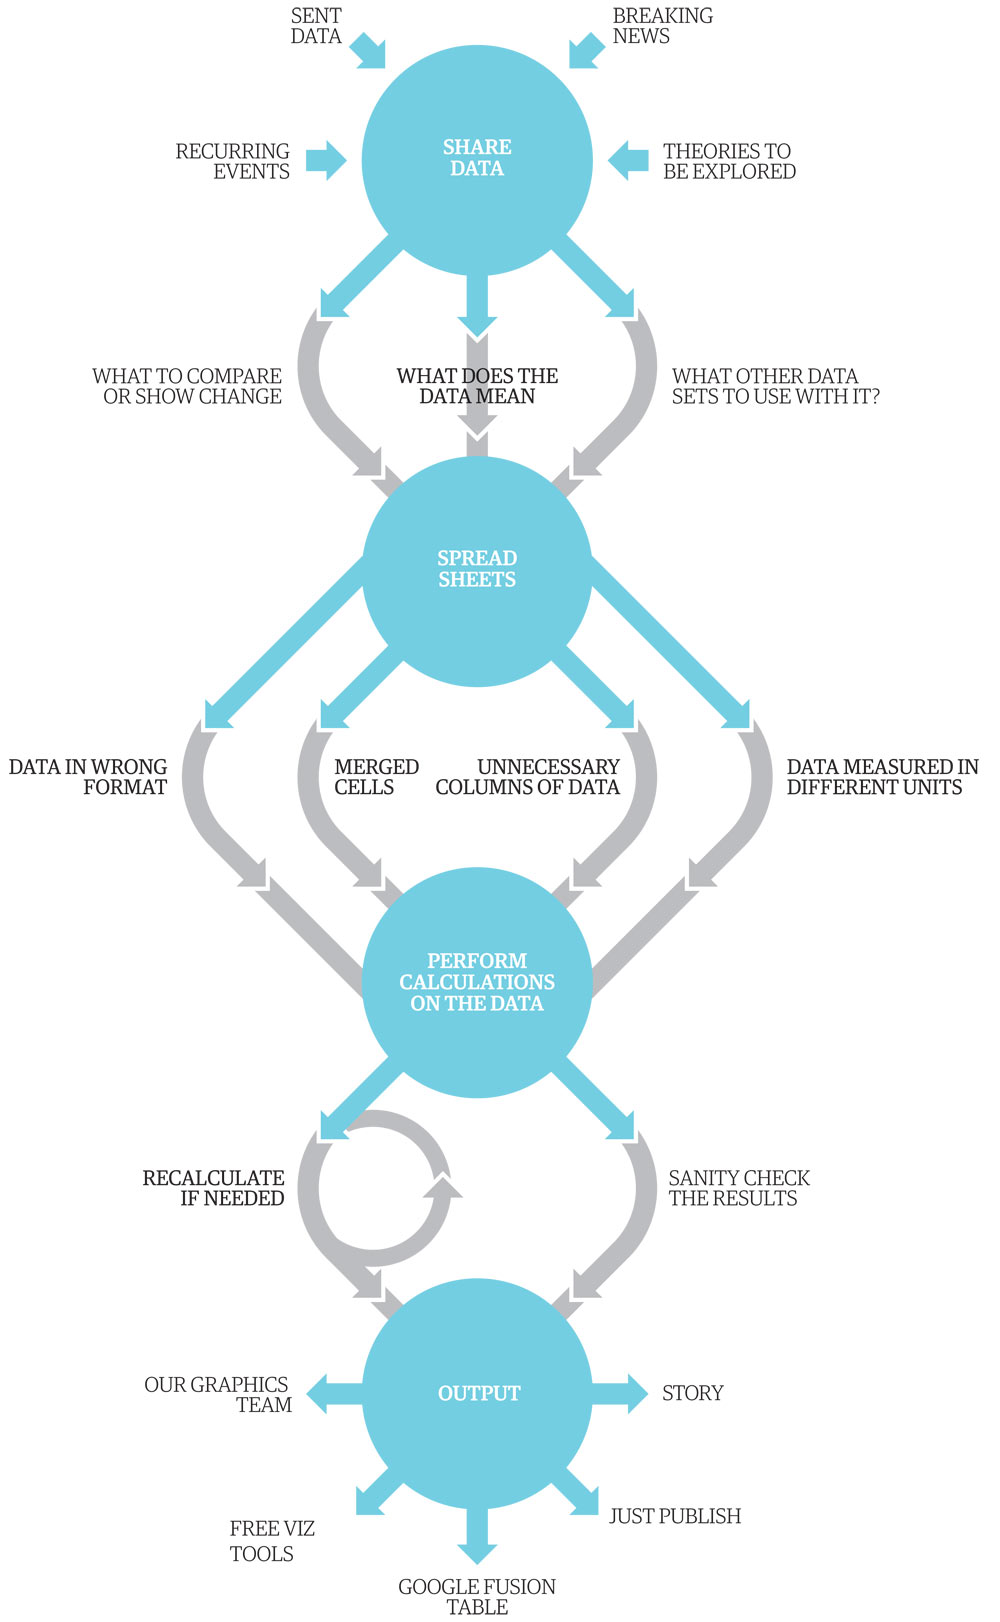 SENT
DATA
BREAKING
NEWS
RECURRING
EVENTS
SHARE
DATA
THEORIES TO
BE EXPLORED
WHAT TO COMPARE
OR SHOW CHANGE
WHAT DOES THE
DATA MEAN
WHAT OTHER DATA
SETS TO USE WITH IT?
SPREAD
SHEETS
DATA IN WRONG
FORMAT
MERGED
CELLS
UNNECESSARY
COLUMNS OF DATA
DATA MEASURED IN
DIFFERENT UNITS
PERFORM
CALCULATIONS
ON THE DATA
RECALCULATE
IF NEEDED
SANITY CHECK
THE RESULTS
OUR GRAPHICS
TEAM
OUTPUT
STORY
FREE VIZ
TOOLS
JUST PUBLISH
GOOGLE FUSION
TABLE